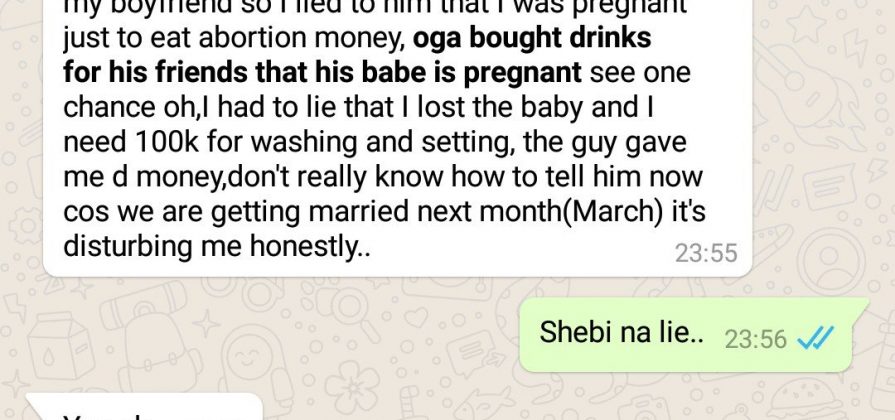 my boyfriend so I lied to him that I was pregnant
just to eat abortion money, oga bought drinks
for his friends that his babe is pregnant see one
chance oh,I had to lie that I lost the baby and I
need 100k for washing and setting, the guy gave
me d money,don't really know how to tell him now
cos we are getting married next month(March) it's
disturbing me honestly..
23:55
Shebi na lie.. 23:56